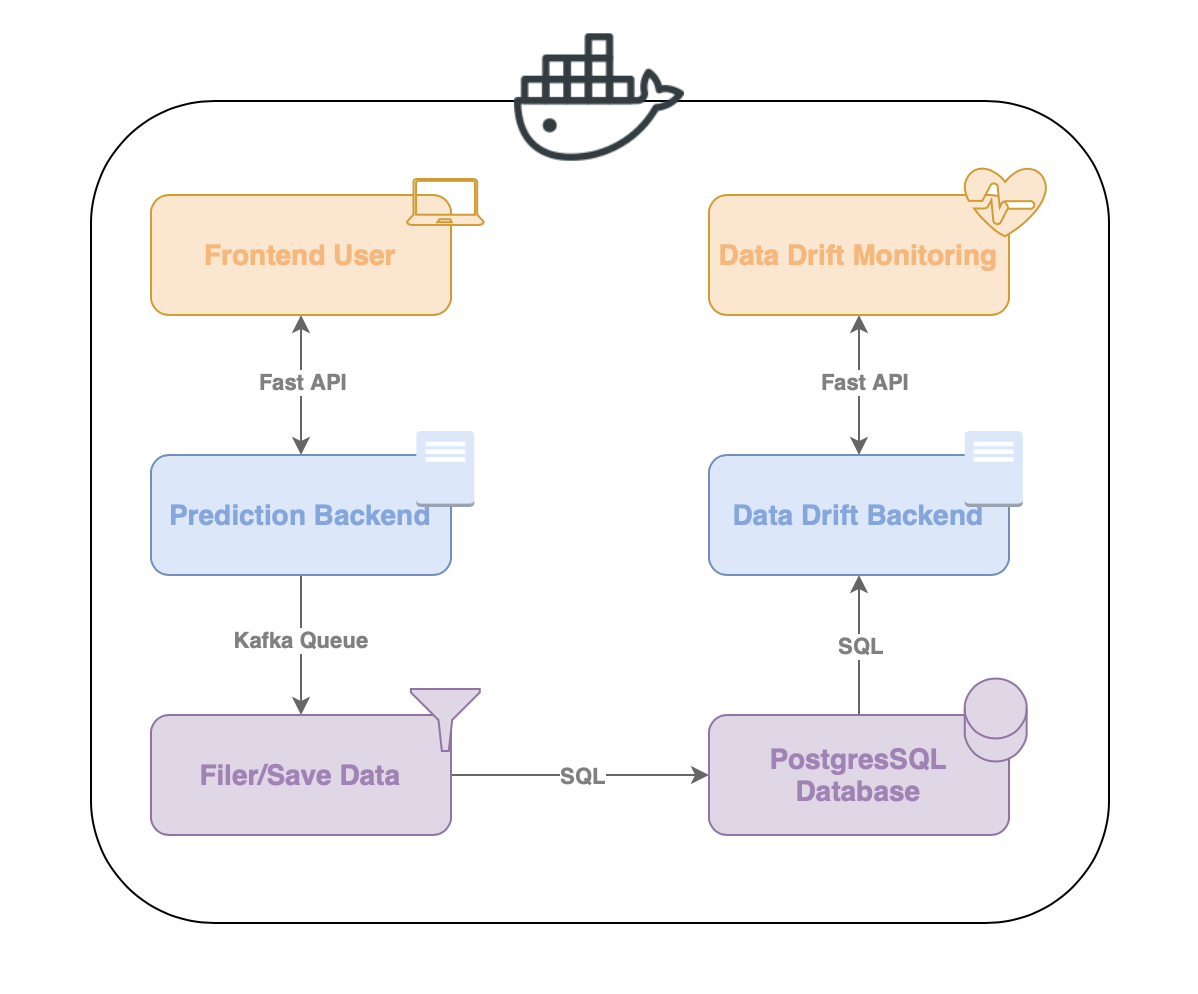 Frontend User
Data Drift Monitoring
Fast API
Fast API
Prediction Backend
Data Drift Backend
Kafka Queue
SQL
Filer/Save Data
SQL
PostgresSQL
Database